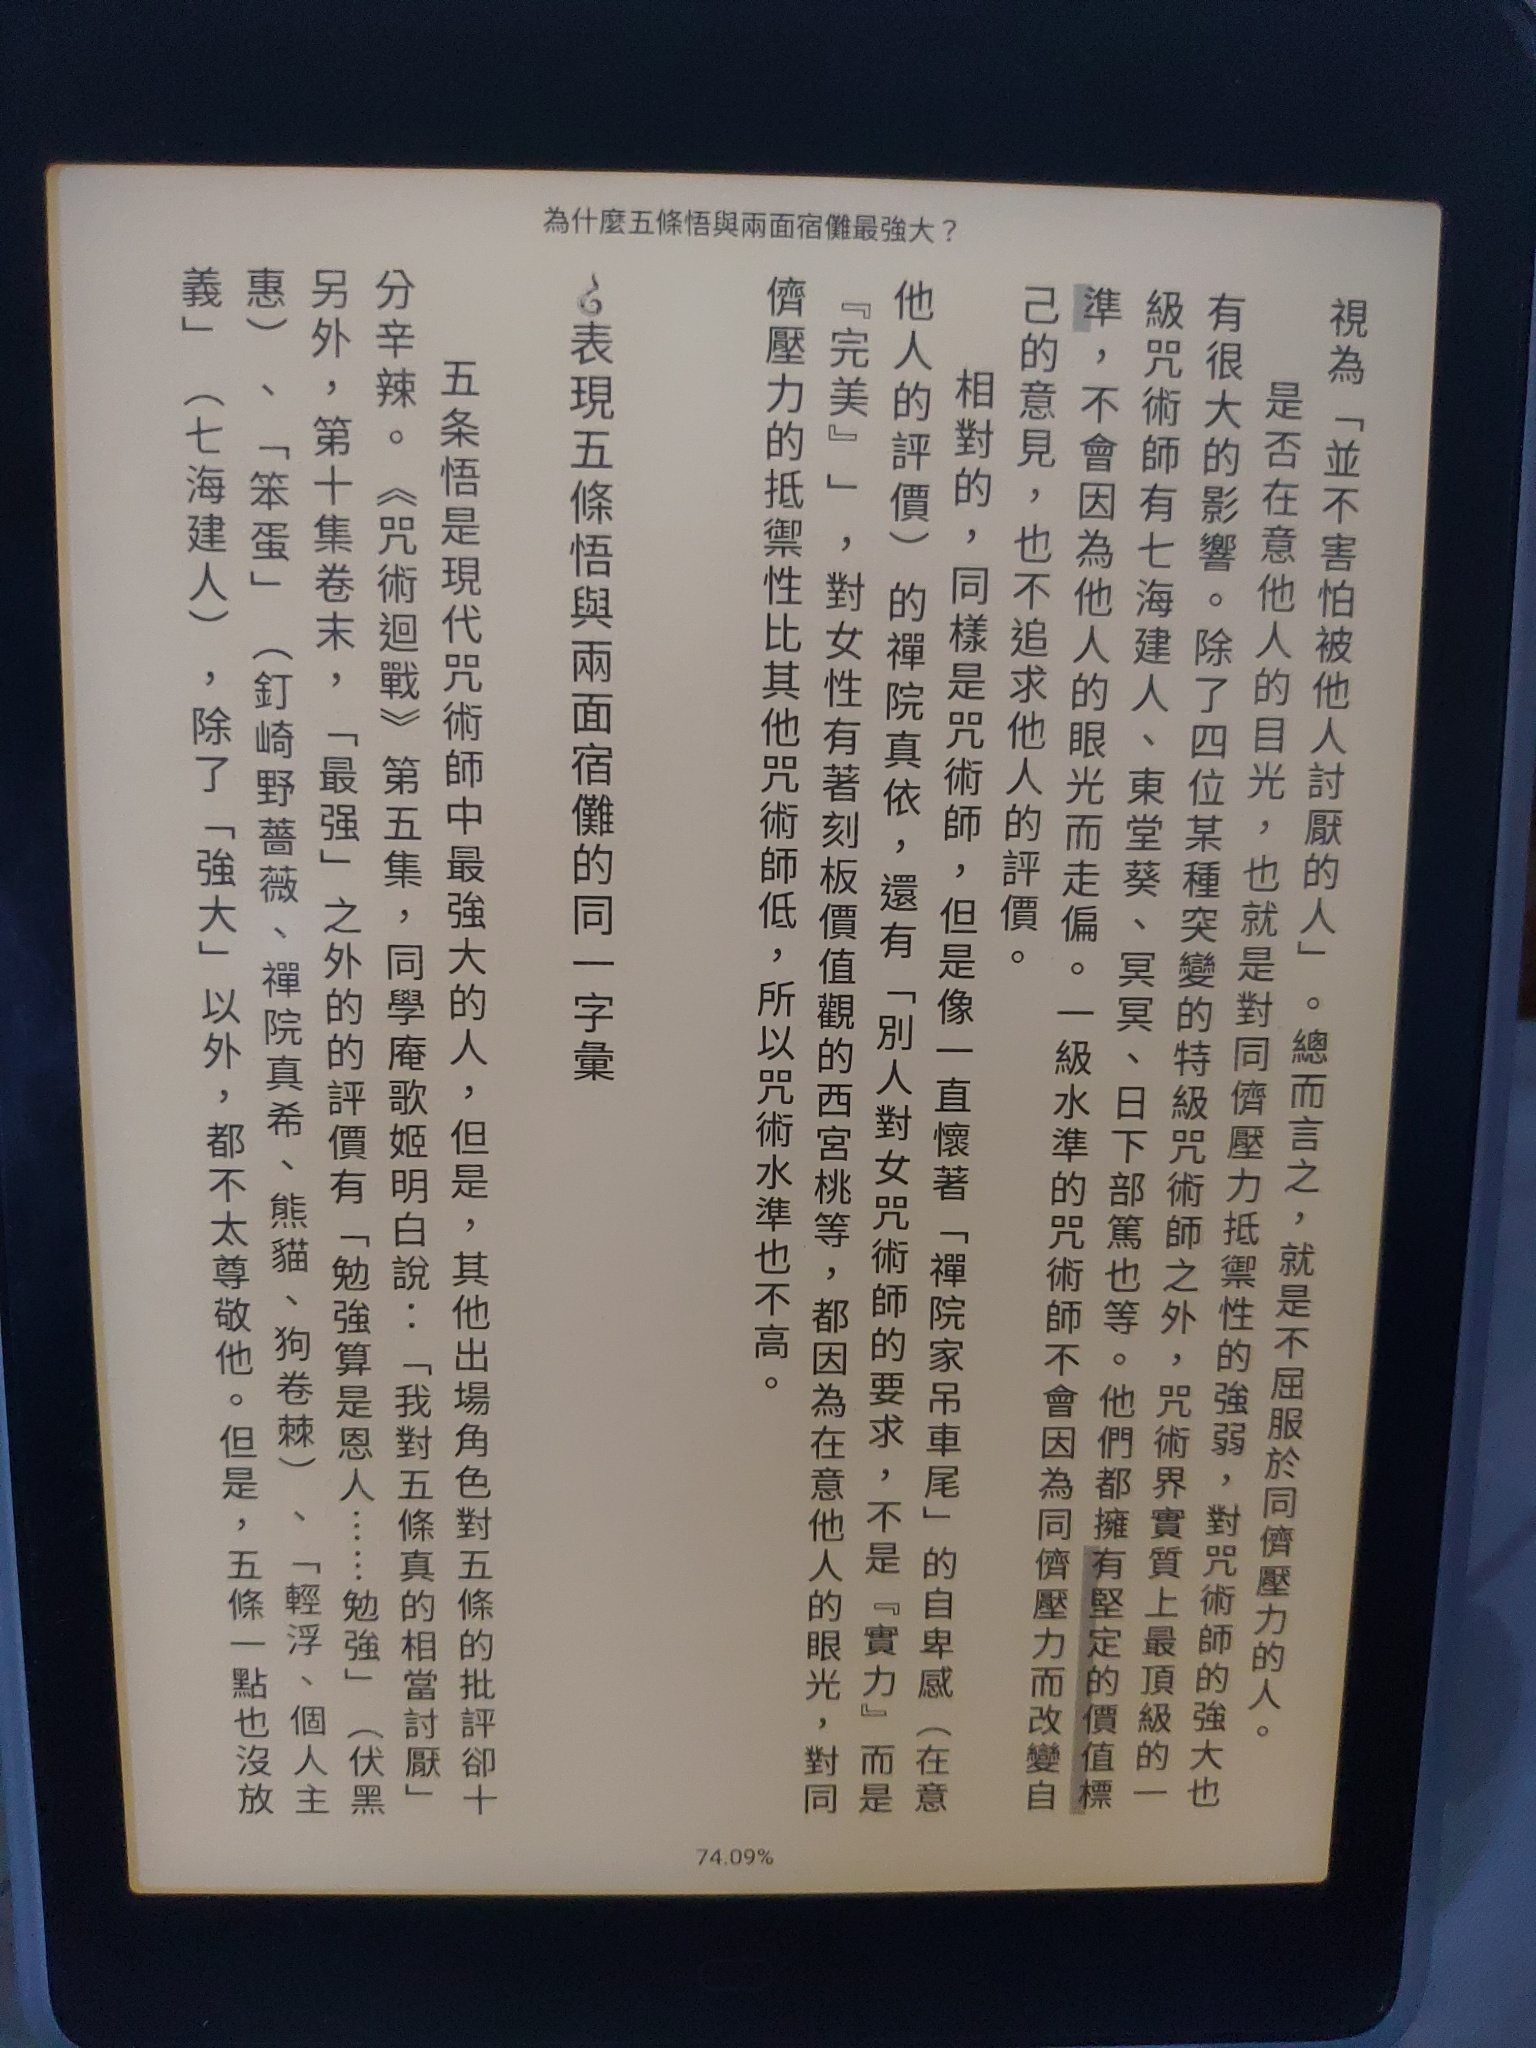 為什麼五條悟與兩面宿儺最強大？
視為「並不害怕被他人討厭的人」。總而言之，就是不屈服於同儕壓力的人。
是否在意他人的目光，也就是對同儕壓力抵禦性的強弱，對咒術師的強大也
有很大的影響。除了四位某種突變的特級咒術師之外，咒術界實質上最頂級的一
級咒術師有七海建人、東堂葵、冥冥、日下部篤也等。他們都擁有堅定的價值標
準，不會因為他人的眼光而走偏。一級水準的咒術師不會因為同儕壓力而改變自
己的意見，也不追求他人的評價。
相對的，同樣是咒術師，但是像一直懷著「禪院家吊車尾」的自卑感（在意
他人的評價）的禪院真依，還有「別人對女咒術師的要求，不是『實力』而是
『完美』」，對女性有著刻板價值觀的西宮桃等，都因為在意他人的眼光，對同
儕壓力的抵禦性比其他咒術師低，所以咒術水準也不高。
表現五條悟與兩面宿儺的同一字彙
五条悟是現代咒術師中最強大的人，但是，其他出場角色對五條的批評卻十
分辛辣。《咒術迴戰》第五集，同學庵歌姬明白說：「我對五條真的相當討厭」
另外，第十集卷末，「最强」之外的的評價有「勉強算是恩人……勉強」（伏黑
惠）、「笨蛋」（釘崎野薔薇、禪院真希、熊貓、狗卷棘）、「輕浮、個人主
義」（七海建人），除了「強大」以外，都不太尊敬他。但是，五條一點也沒放
74.09%